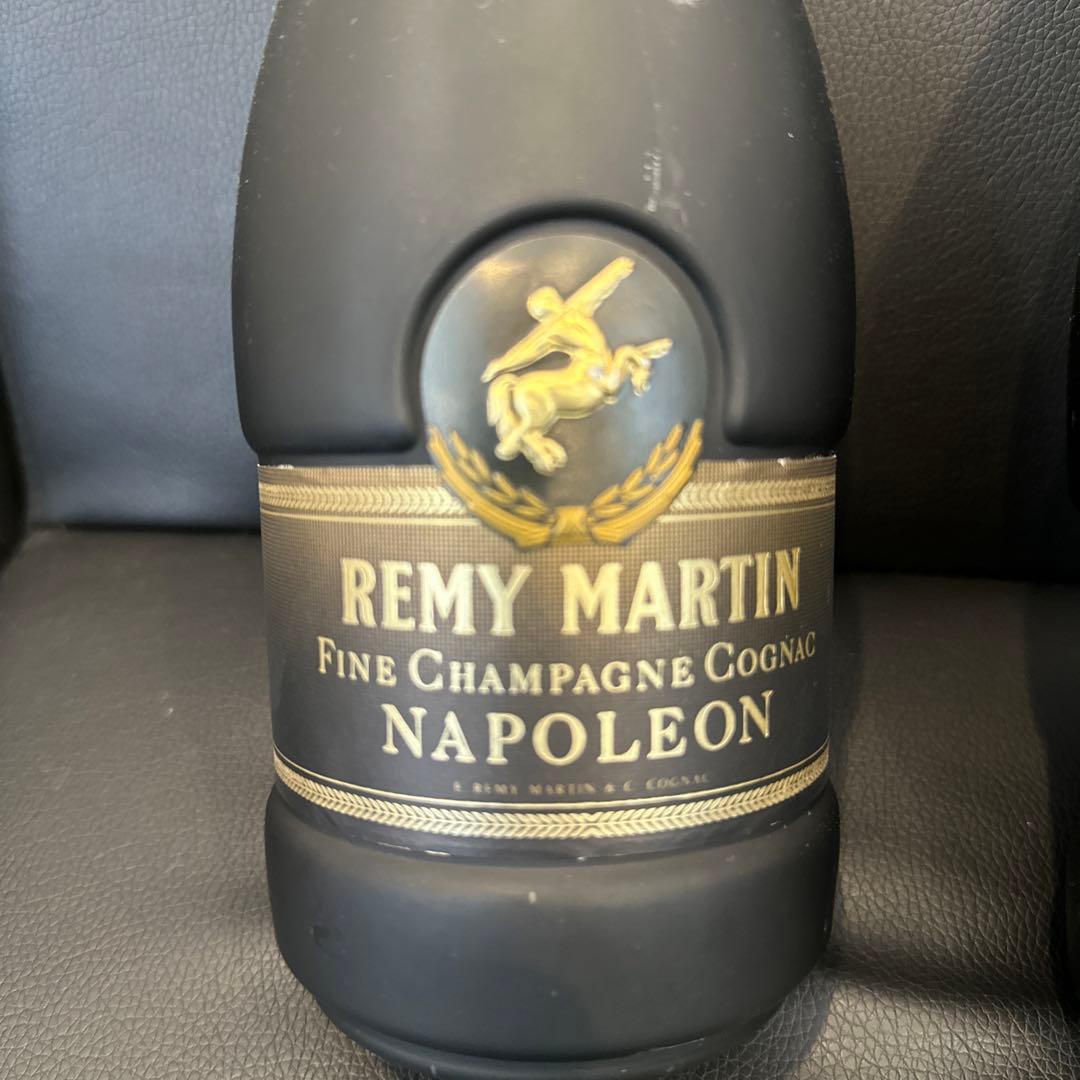 REMY MARTIN
FINE CHAMPAGNE COGNAC
NAPOLEON
E. REMY MARTIN & C. COGNAC